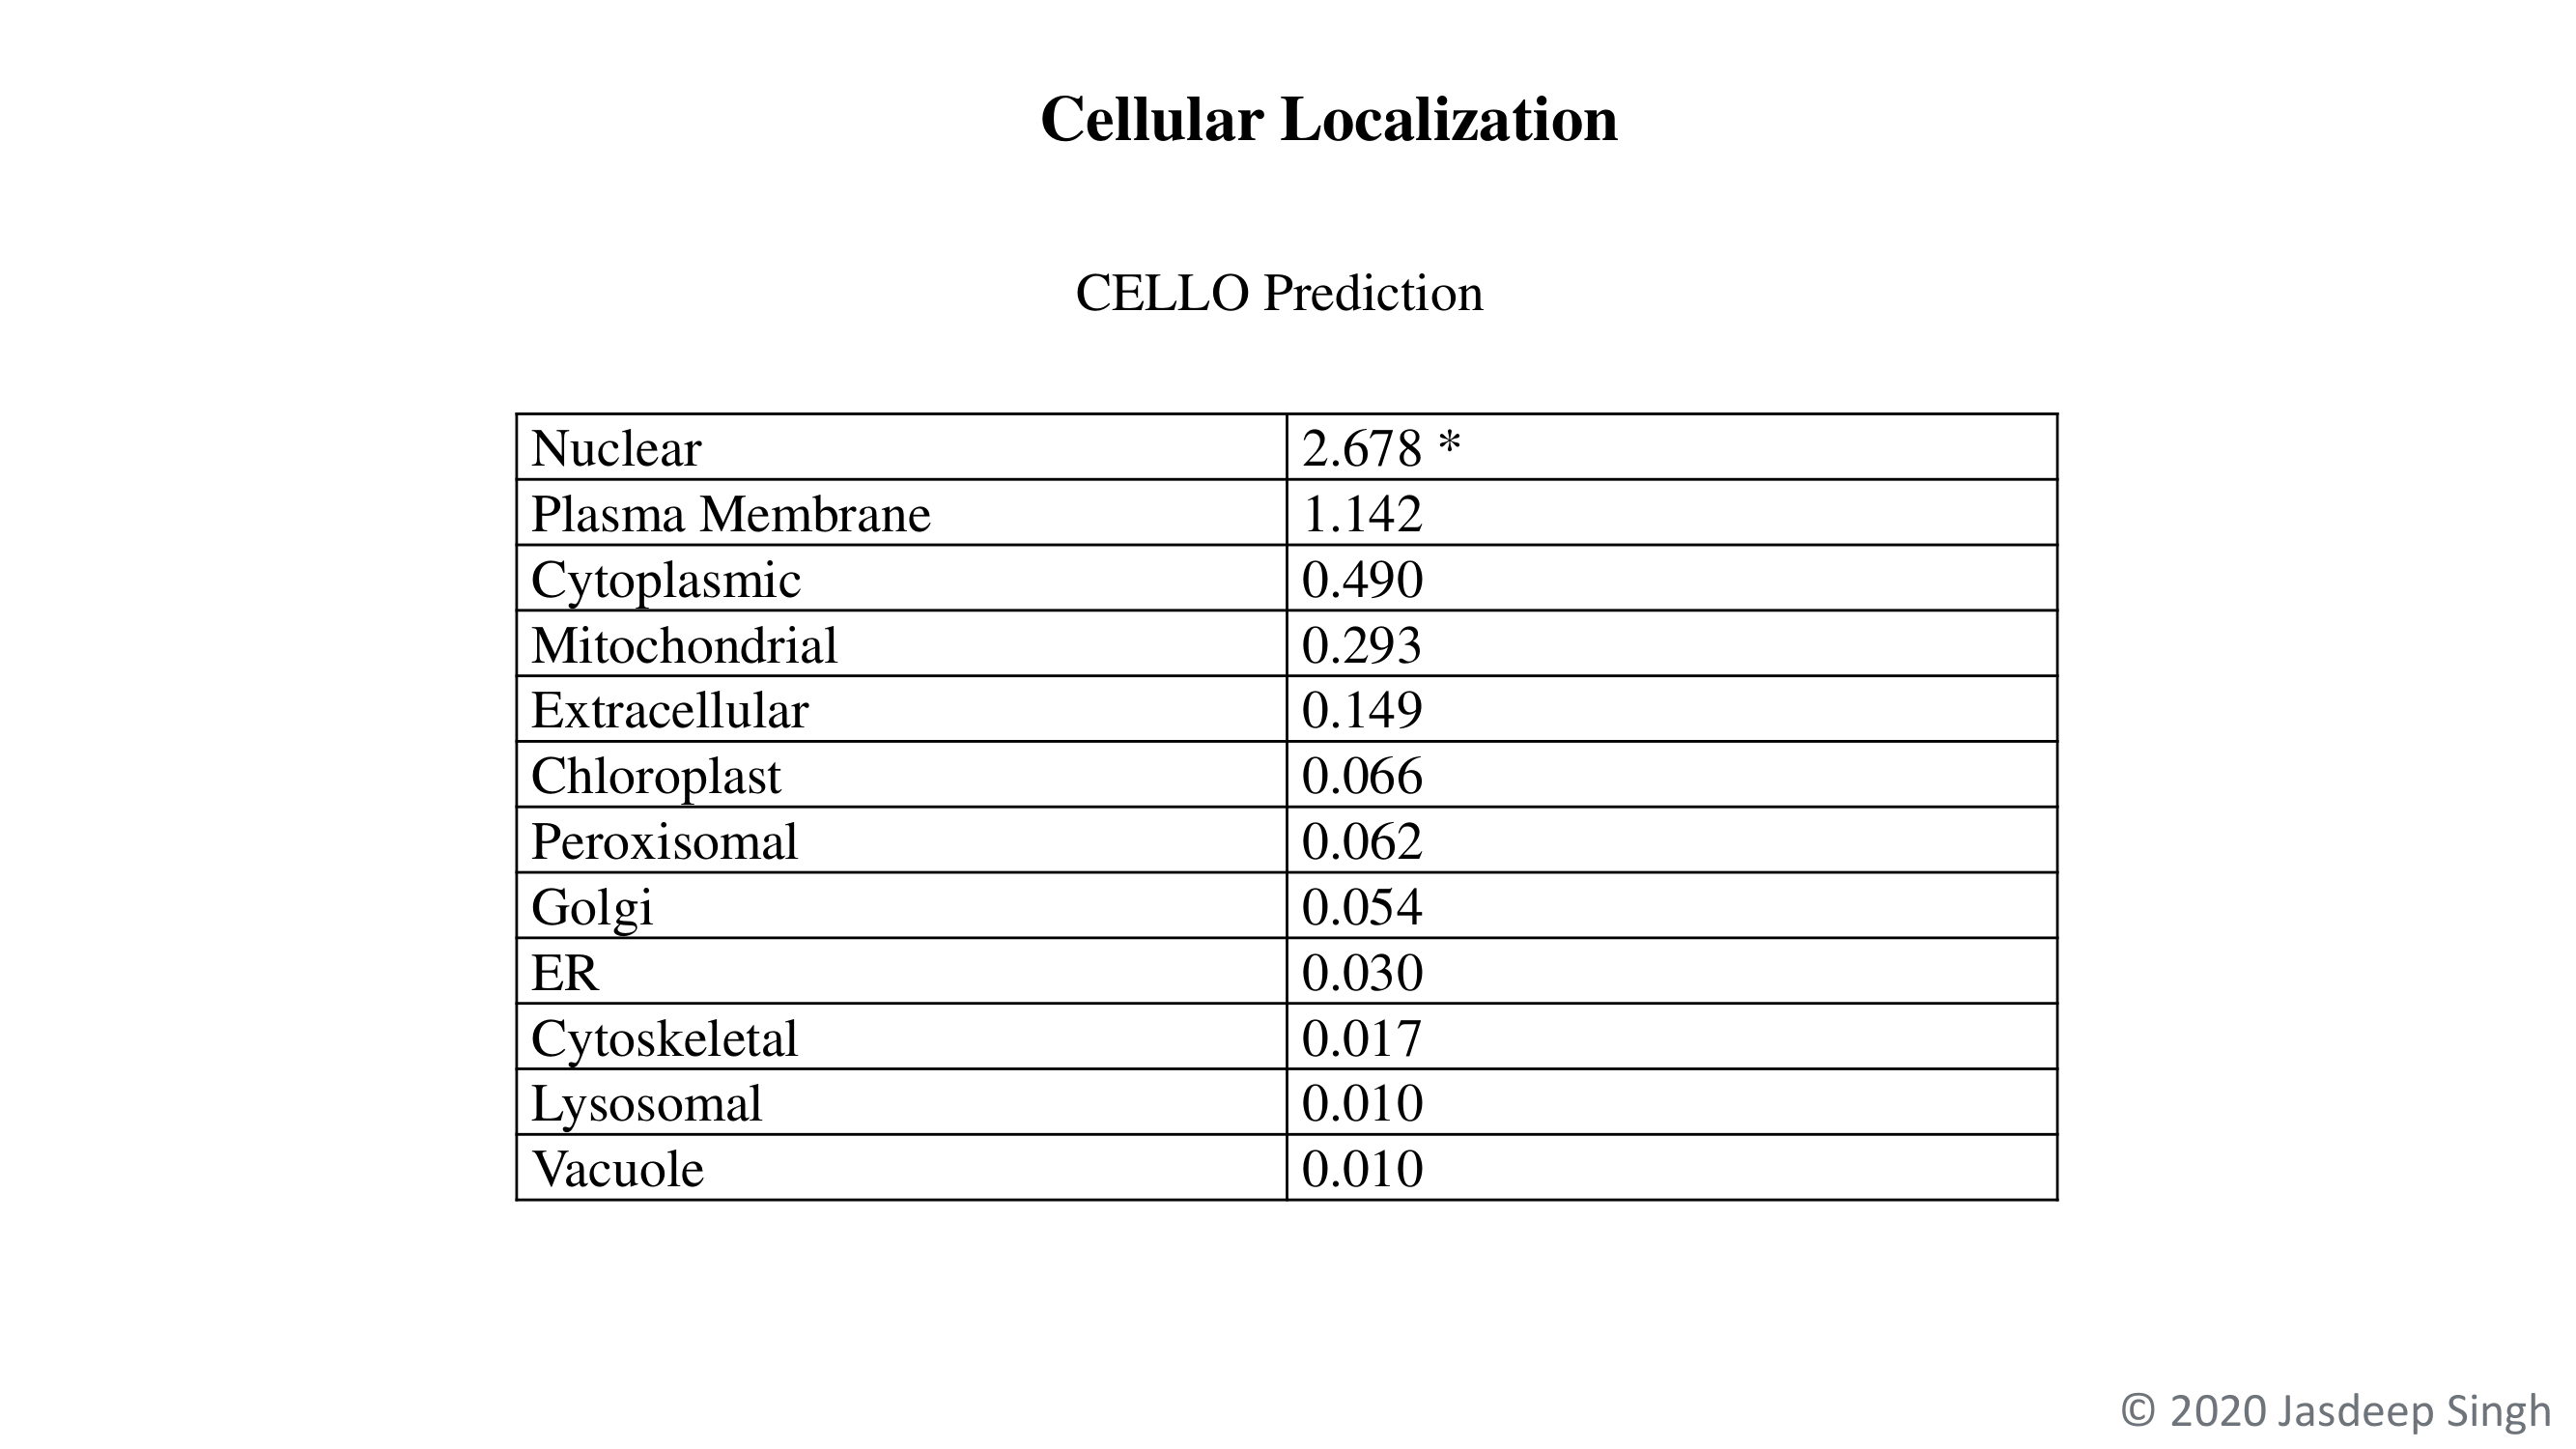 Cellular Localization
CELLO Prediction
Nuclear 2.678 *
Plasma Membrane 1.142
Cytoplasmic 0.490
Mitochondrial 0.293
Extracellular 0.149
Chloroplast 0.066
Peroxisomal 0.062
Golgi 0.054
ER 0.030
Cytoskeletal 0.017
Lysosomal 0.010
Vacuole 0.010
© 2020 Jasdeep Singh